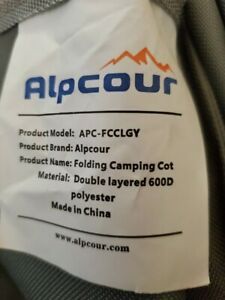 Alpcour
Product Model: APC-FCCLGY
Product Brand: Alpcour
Product Name: Folding Camping Cot
Material: Double layered 600D
polyester
Made in China
www.alpcour.com